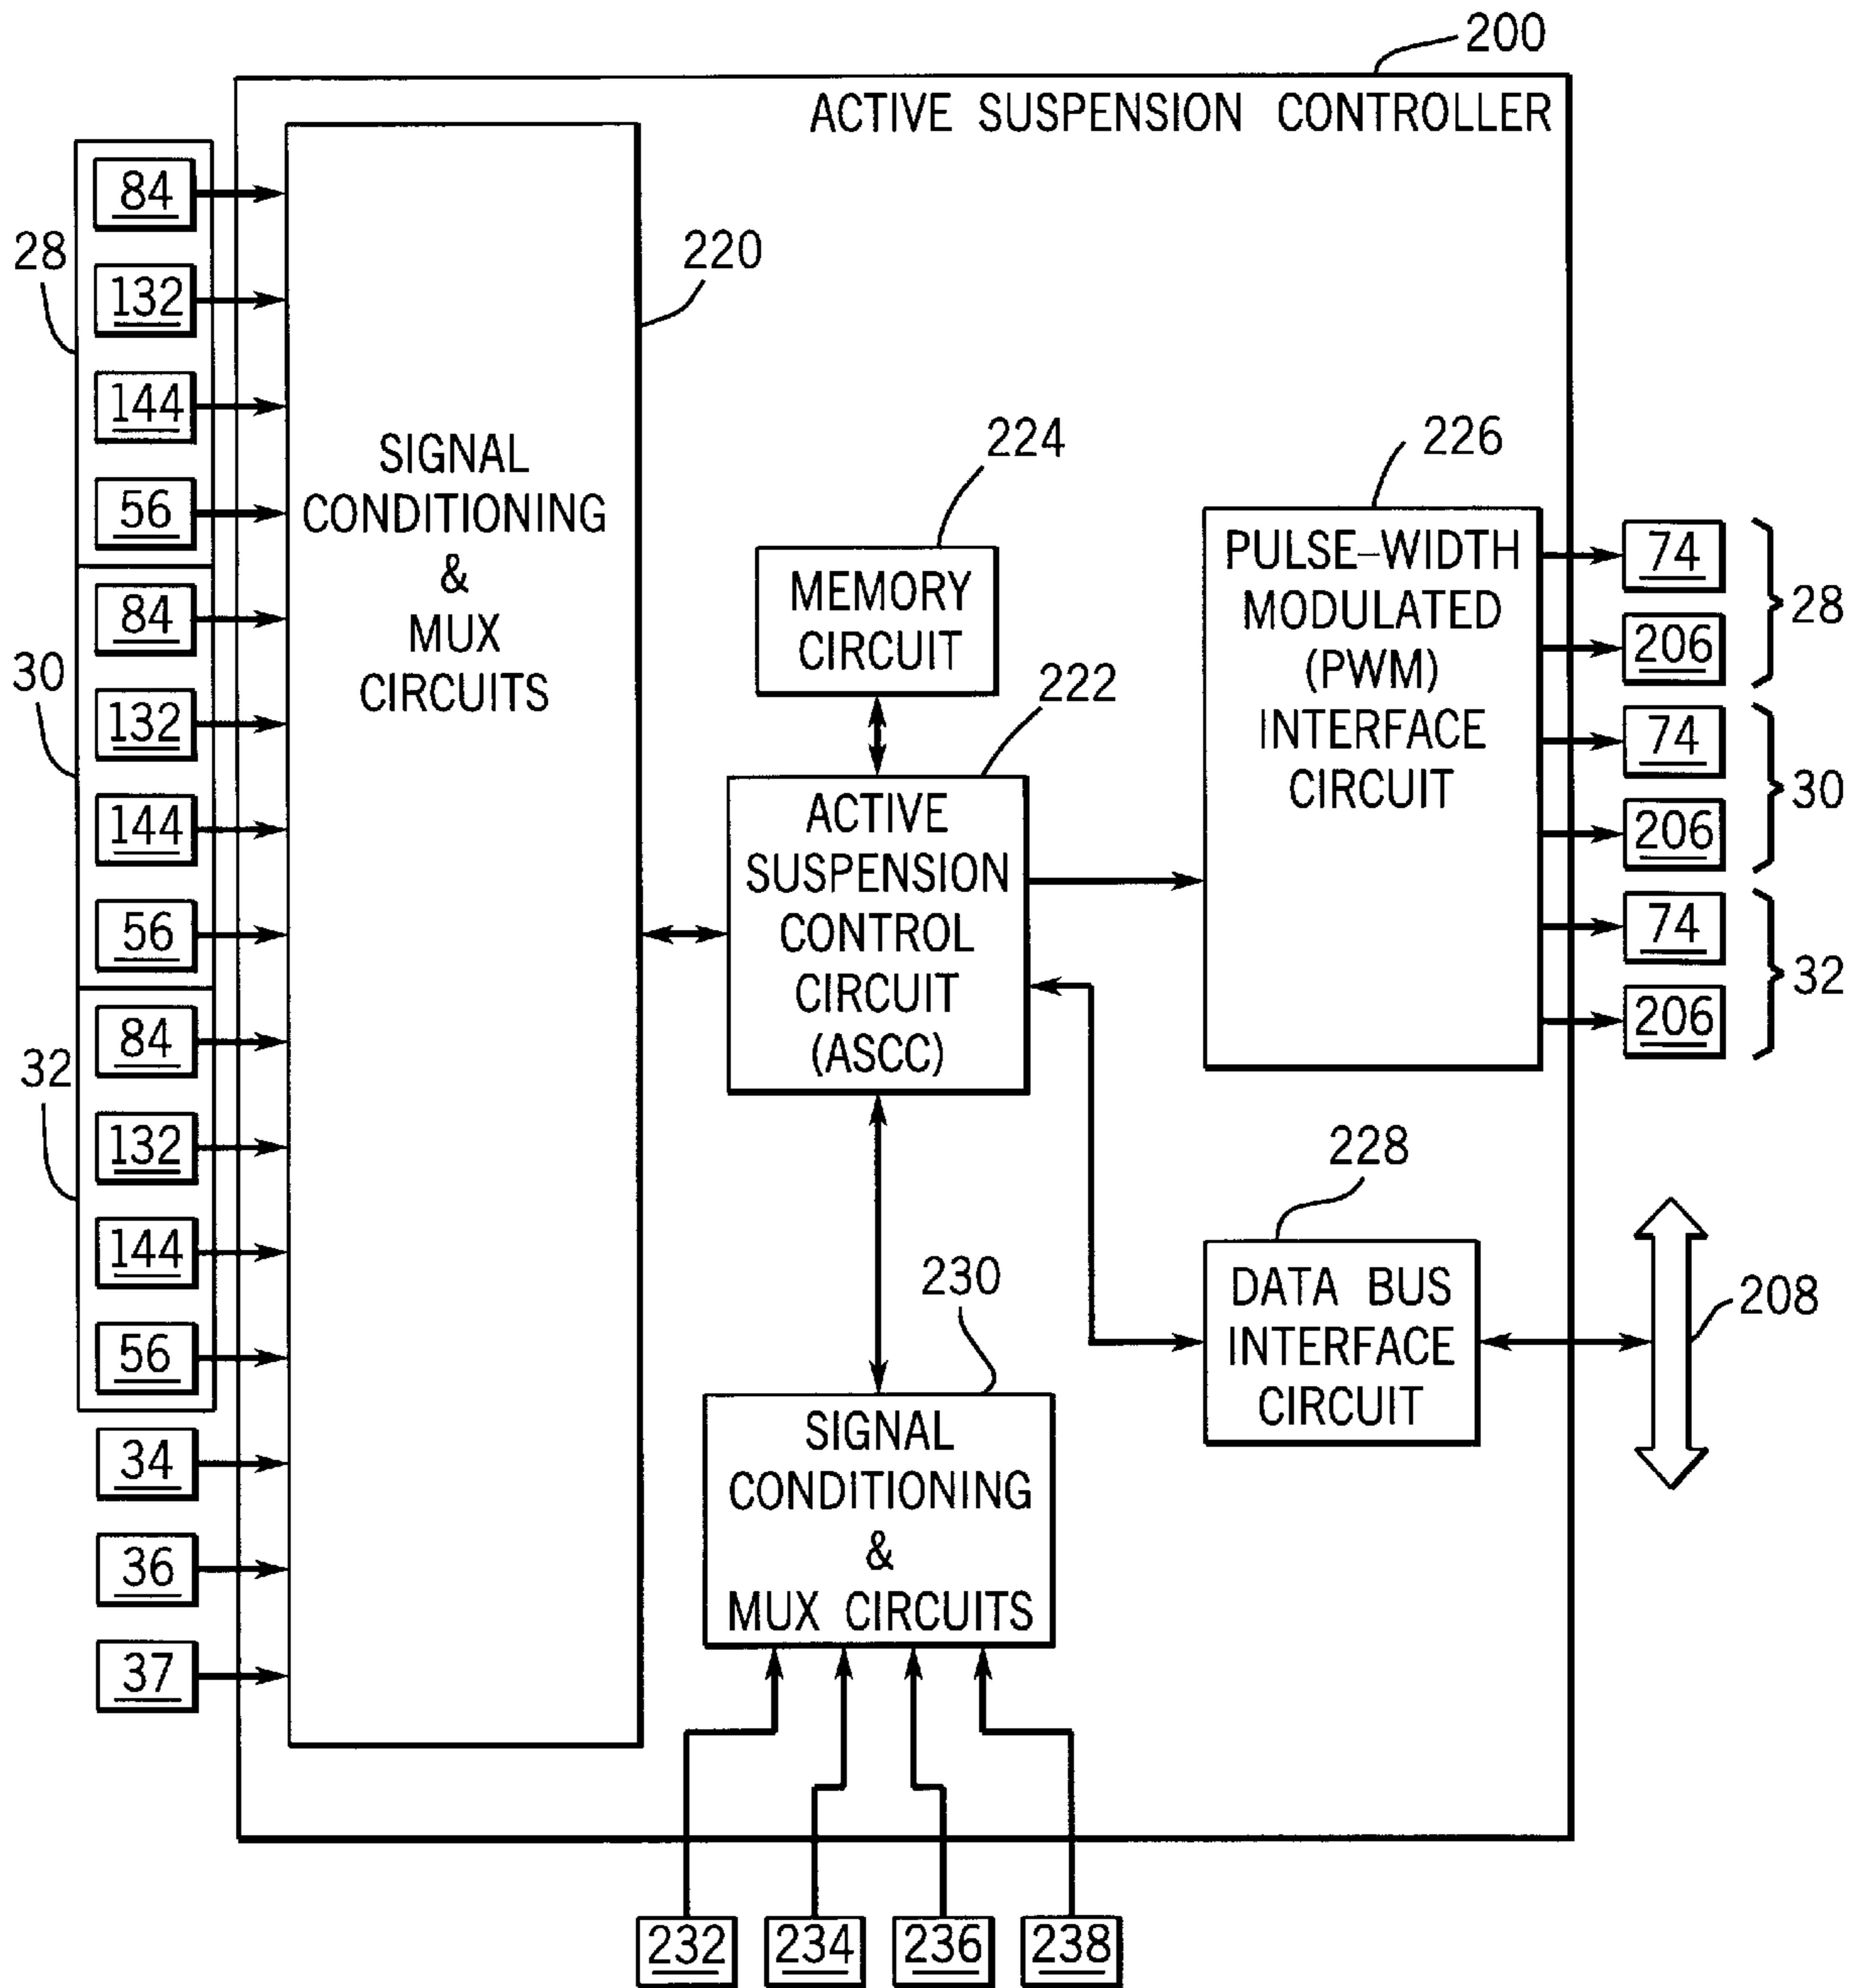 200
ACTIVE SUSPENSION CONTROLLER
28
84
132
144
56
30
84
132
144
56
32
84
132
144
56
34
36
37
220
SIGNAL
CONDITIONING
&
MUX
CIRCUITS
224
MEMORY
CIRCUIT
222
ACTIVE
SUSPENSION
CONTROL
CIRCUIT
(ASCC)
226
PULSE-WIDTH
MODULATED
(PWM)
INTERFACE
CIRCUIT
74
206
28
74
206
30
74
206
32
228
DATA BUS
INTERFACE
CIRCUIT
208
230
SIGNAL
CONDITIONING
&
MUX CIRCUITS
232
234
236
238